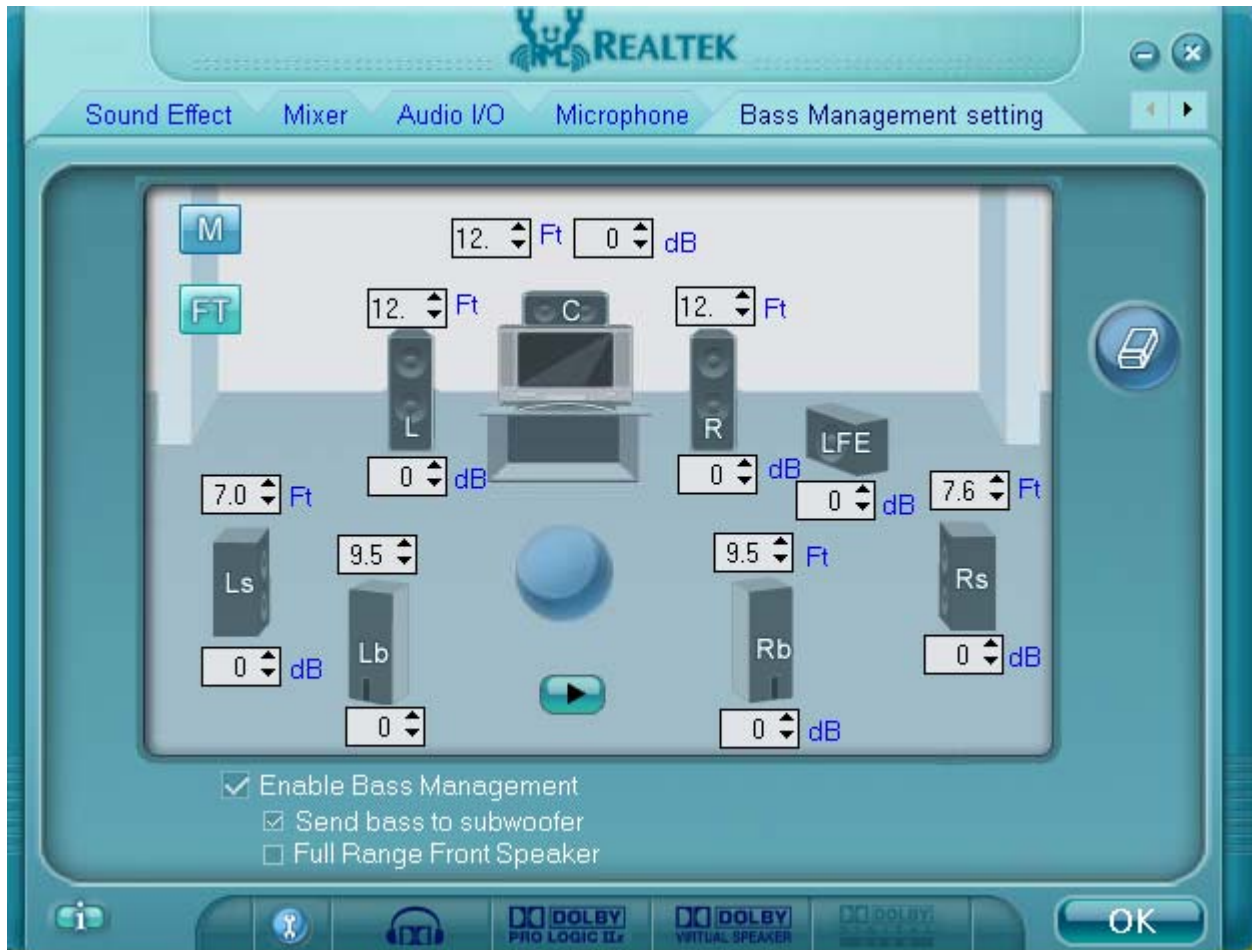 REALTEK
Sound Effect Mixer Audio I/O Microphone Bass Management setting
M
12. Ft 0 dB
FT
12. Ft C 12. Ft
L R
LFE
0 dB 0 dB
7.0 Ft 0 dB 7.6 Ft
9.5 9.5 Ft
Ls Rs
Lb Rb
0 dB 0 dB
0 0 dB
Enable Bass Management
Send bass to subwoofer
Full Range Front Speaker
i DOLBY DOLBY DOLBY OK
PRO LOGIC IIx VIRTUAL SPEAKER